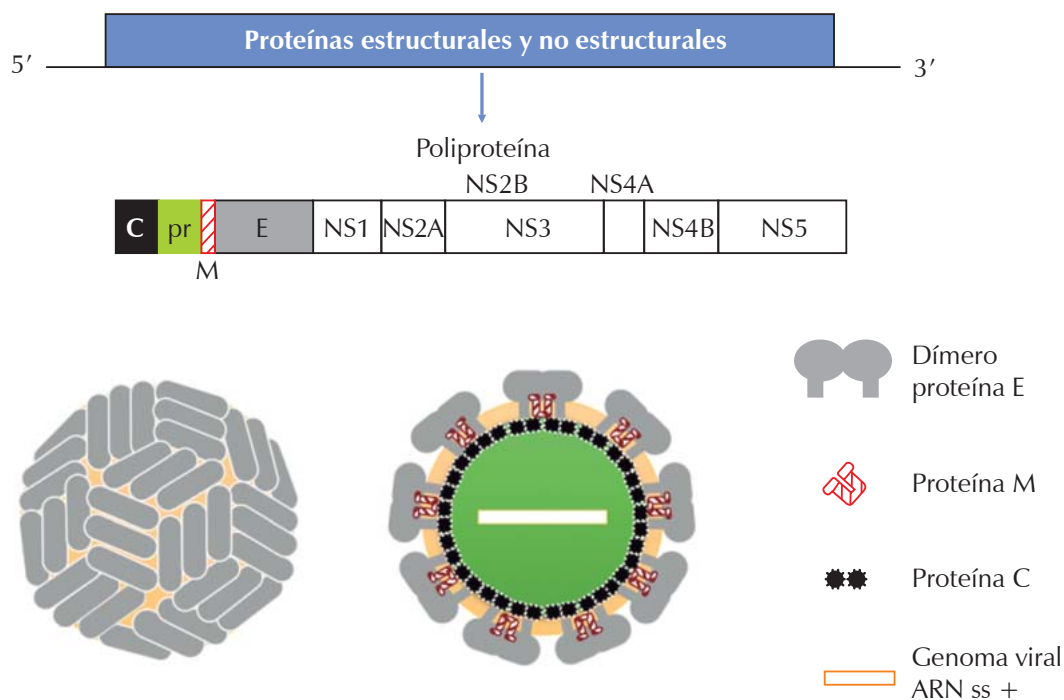 Proteínas estructurales y no estructurales
5′ 3′
Poliproteína
NS2B NS4A
C pr E NS1 NS2A NS3 NS4B NS5
M
Dímero
proteína E
Proteína M
Proteína C
Genoma viral
ARN ss +